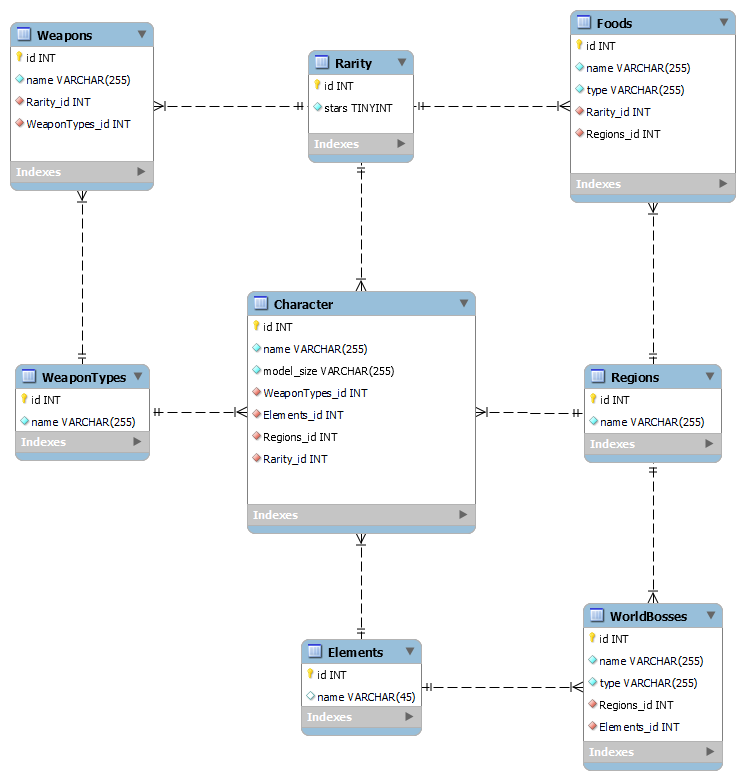 Weapons
id INT
name VARCHAR(255)
Rarity_id INT
WeaponTypes_id INT
Indexes
Rarity
id INT
stars TINYINT
Indexes
Foods
id INT
name VARCHAR(255)
type VARCHAR(255)
Rarity_id INT
Regions_id INT
Indexes
WeaponTypes
id INT
name VARCHAR(255)
Indexes
Character
id INT
name VARCHAR(255)
model_size VARCHAR(255)
WeaponTypes_id INT
Elements_id INT
Regions_id INT
Rarity_id INT
Indexes
Regions
id INT
name VARCHAR(255)
Indexes
Elements
id INT
name VARCHAR(45)
Indexes
WorldBosses
id INT
name VARCHAR(255)
type VARCHAR(255)
Regions_id INT
Elements_id INT
Indexes